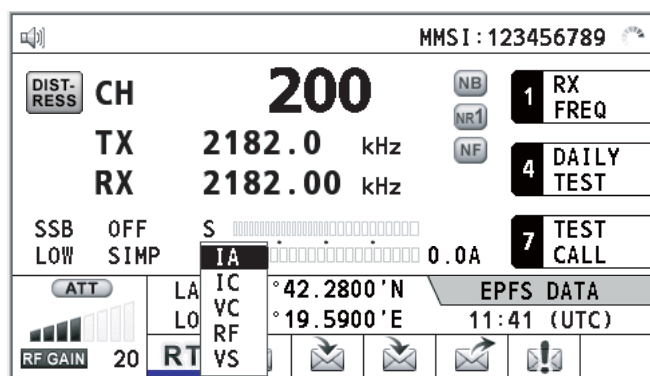 MMSI:123456789
DIST-
RESS
CH 200
NB
NR1
NF
1 RX
FREQ
TX 2182.0 kHz
RX 2182.00 kHz
4 DAILY
TEST
SSB OFF S
LOW SIMP 0.0A
7 TEST
CALL
IA
IC
VC
RF
VS
ATT
LA °42.2800'N
LO °19.5900'E
EPFS DATA
11:41 (UTC)
RF GAIN 20
RT